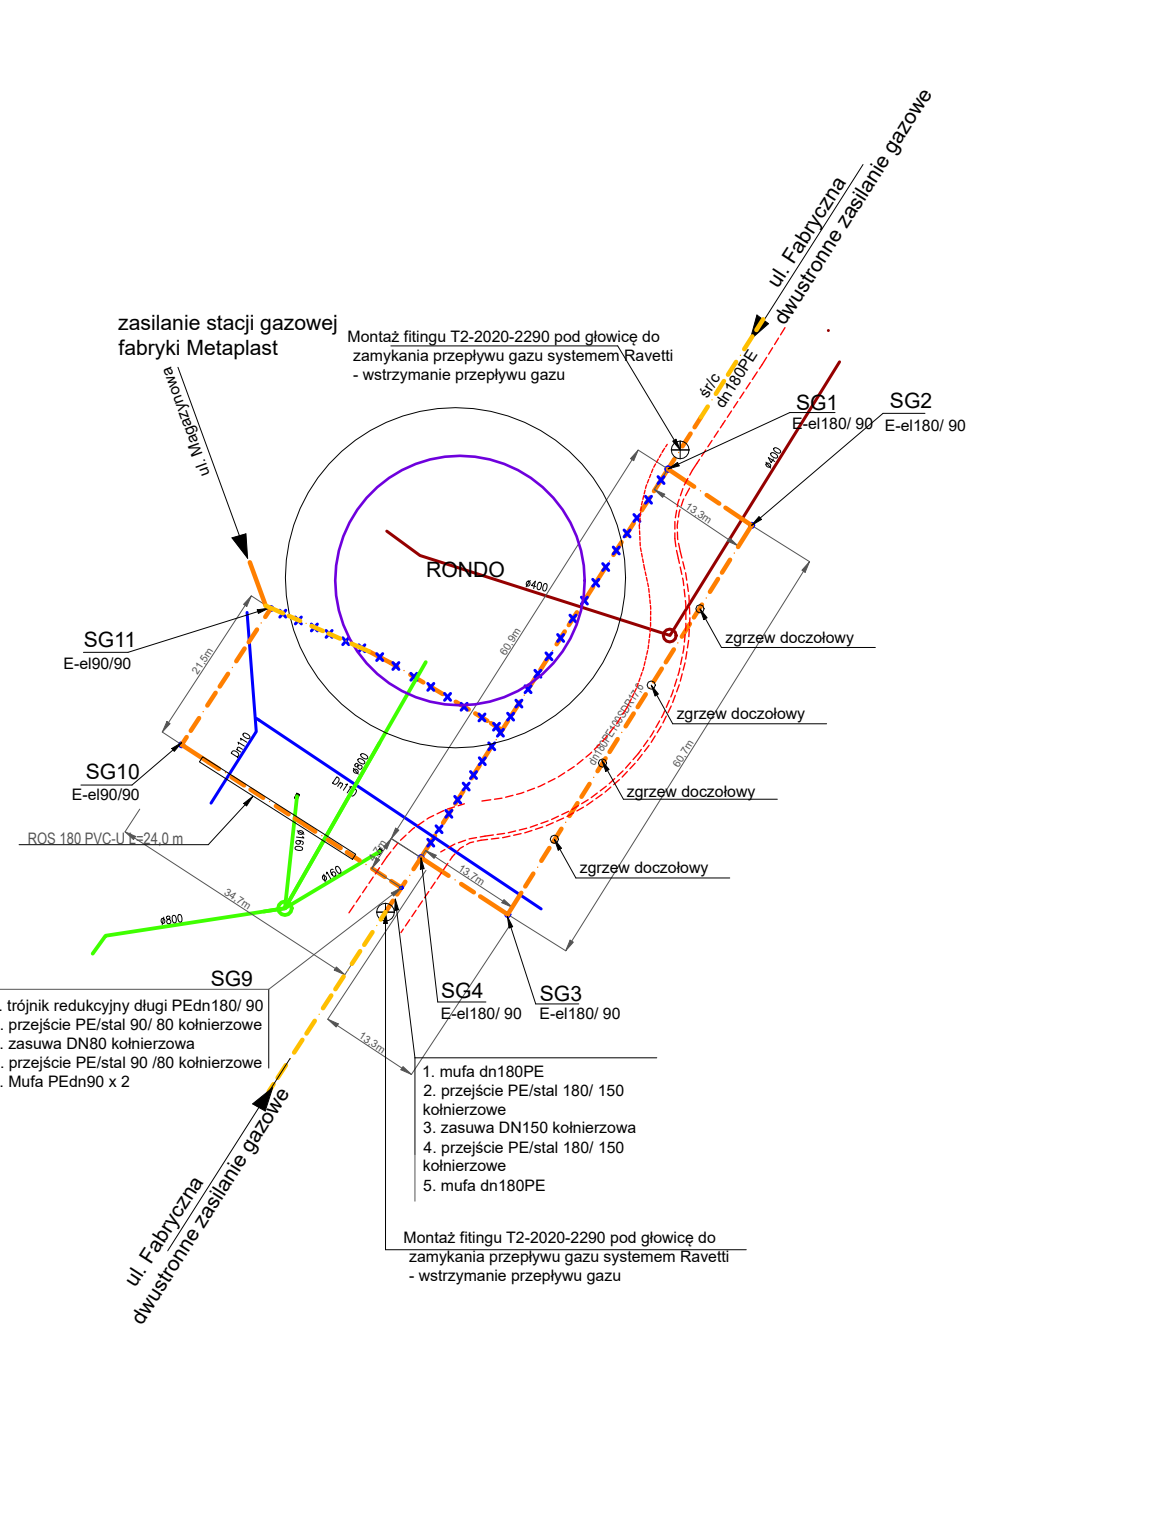 ul. Fabryczna
dwustronne zasilanie gazowe
zasilanie stacji gazowej
fabryki Metaplast
ul. Magazynowa
Montaż fitingu T2-2020-2290 pod głowicę do
zamykania przepływu gazu systemem Ravetti
- wstrzymanie przepływu gazu
śr/c
dn180PE
SG1
E-el180/ 90
SG2
E-el180/ 90
ø400
13,3m
RONDO
ø400
60,9m
zgrzew doczołowy
SG11
E-el90/90
21,5m
zgrzew doczołowy
dn180PE100SDR17,6
60,7m
Dn110
SG10
E-el90/90
ø800
Dn110
zgrzew doczołowy
ROS 180 PVC-U L=24,0 m
ø160
zgrzew doczołowy
ø160
13,7m
34,7m
ø800
SG9
. trójnik redukcyjny długi PEdn180/ 90
. przejście PE/stal 90/ 80 kołnierzowe
. zasuwa DN80 kołnierzowa
. przejście PE/stal 90 /80 kołnierzowe
. Mufa PEdn90 x 2
SG4
E-el180/ 90
SG3
E-el180/ 90
13,3m
1. mufa dn180PE
2. przejście PE/stal 180/ 150
kołnierzowe
3. zasuwa DN150 kołnierzowa
4. przejście PE/stal 180/ 150
kołnierzowe
5. mufa dn180PE
ul. Fabryczna
dwustronne zasilanie gazowe
Montaż fitingu T2-2020-2290 pod głowicę do
zamykania przepływu gazu systemem Ravetti
- wstrzymanie przepływu gazu